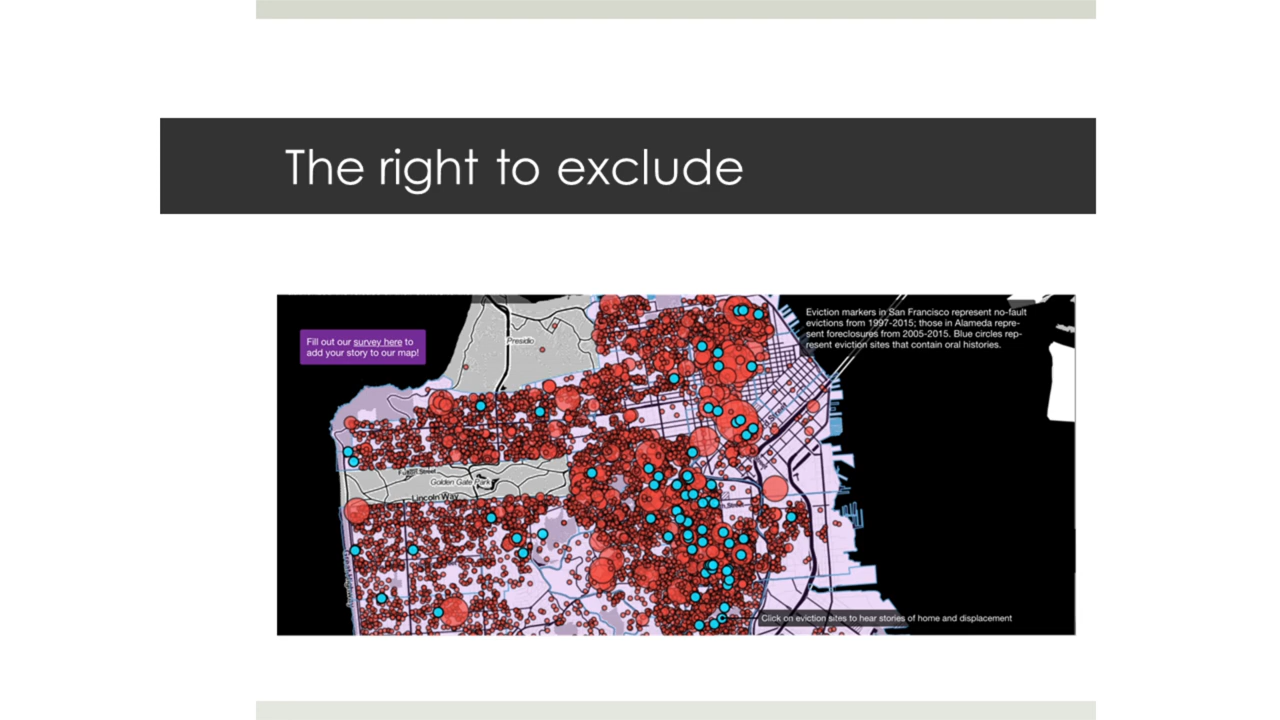 The right to exclude
Fill out our survey here to
add your story to our map!
Eviction markers in San Francisco represent no-fault
evictions from 1997-2015; those in Alameda repre-
sent foreclosures from 2005-2015. Blue circles rep-
resent eviction sites that contain oral histories.
Presidio
Golden Gate Park
Lincoln Way
Click on eviction sites to hear stories of home and displacement